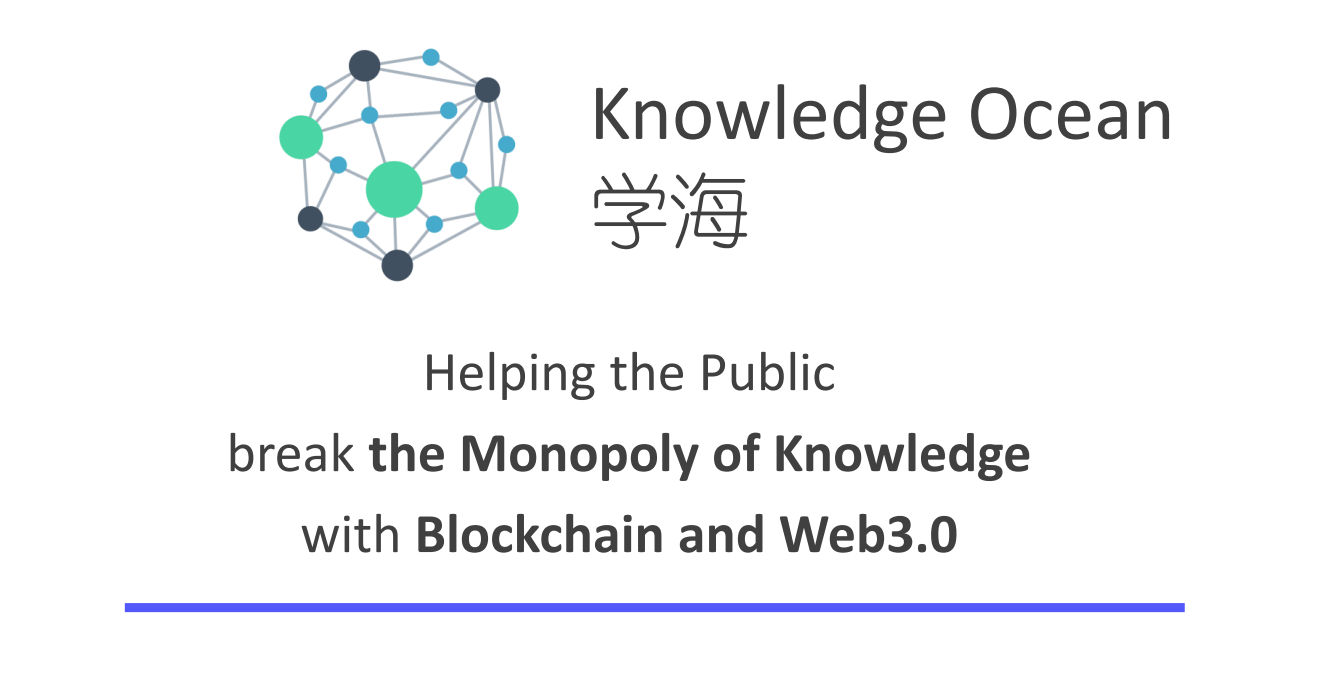 Knowledge Ocean
学海
Helping the Public
break the Monopoly of Knowledge
with Blockchain and Web3.0